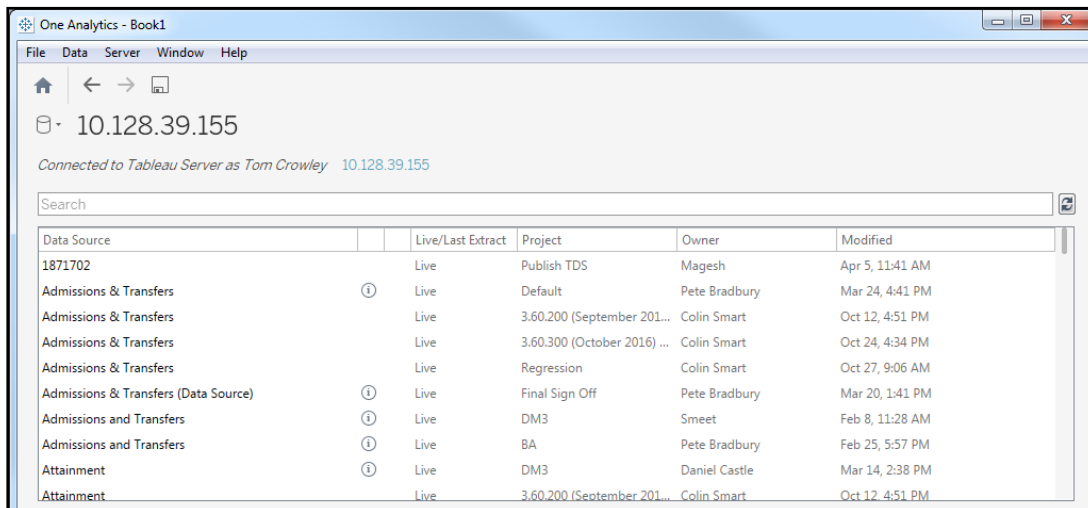 One Analytics - Book1
File Data Server Window Help
10.128.39.155
Connected to Tableau Server as Tom Crowley 10.128.39.155
Search
Data Source Live/Last Extract Project Owner Modified
1871702 Live Publish TDS Magesh Apr 5, 11:41 AM
Admissions & Transfers Live Default Pete Bradbury Mar 24, 4:41 PM
Admissions & Transfers Live 3.60.200 (September 201... Colin Smart Oct 12, 4:51 PM
Admissions & Transfers Live 3.60.300 (October 2016) ... Colin Smart Oct 24, 4:34 PM
Admissions & Transfers Live Regression Colin Smart Oct 27, 9:06 AM
Admissions & Transfers (Data Source) Live Final Sign Off Pete Bradbury Mar 20, 1:41 PM
Admissions and Transfers Live DM3 Smeet Feb 8, 11:28 AM
Admissions and Transfers Live BA Pete Bradbury Feb 25, 5:57 PM
Attainment Live DM3 Daniel Castle Mar 14, 2:38 PM
Attainment Live 3.60.200 (September 201... Colin Smart Oct 12, 4:51 PM